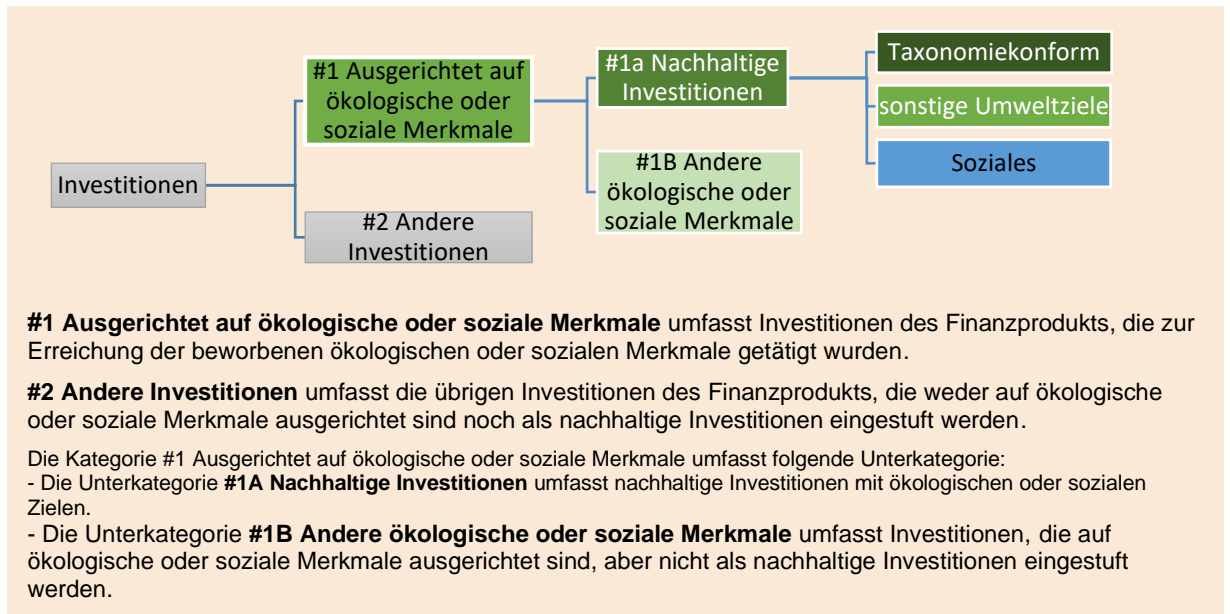 Investitionen
#1 Ausgerichtet auf
ökologische oder
soziale Merkmale
#2 Andere
Investitionen
#1a Nachhaltige
Investitionen
#1B Andere
ökologische oder
soziale Merkmale
Taxonomiekonform
sonstige Umweltziele
Soziales
#1 Ausgerichtet auf ökologische oder soziale Merkmale umfasst Investitionen des Finanzprodukts, die zur
Erreichung der beworbenen ökologischen oder sozialen Merkmale getätigt wurden.
#2 Andere Investitionen umfasst die übrigen Investitionen des Finanzprodukts, die weder auf ökologische
oder soziale Merkmale ausgerichtet sind noch als nachhaltige Investitionen eingestuft werden.
Die Kategorie #1 Ausgerichtet auf ökologische oder soziale Merkmale umfasst folgende Unterkategorie:
- Die Unterkategorie #1A Nachhaltige Investitionen umfasst nachhaltige Investitionen mit ökologischen oder sozialen
Zielen.
- Die Unterkategorie #1B Andere ökologische oder soziale Merkmale umfasst Investitionen, die auf
ökologische oder soziale Merkmale ausgerichtet sind, aber nicht als nachhaltige Investitionen eingestuft
werden.